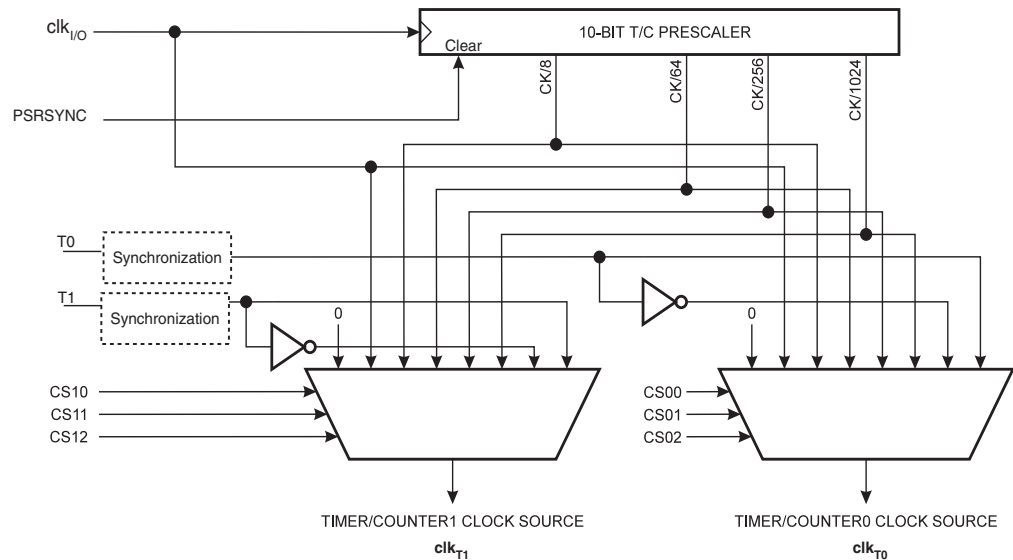 clkI/O
10-BIT T/C PRESCALER
Clear
CK/8
CK/64
CK/256
CK/1024
PSRSYNC
T0
Synchronization
T1
Synchronization
0
0
CS10
CS11
CS12
CS00
CS01
CS02
TIMER/COUNTER1 CLOCK SOURCE
clkT1
TIMER/COUNTER0 CLOCK SOURCE
clkT0